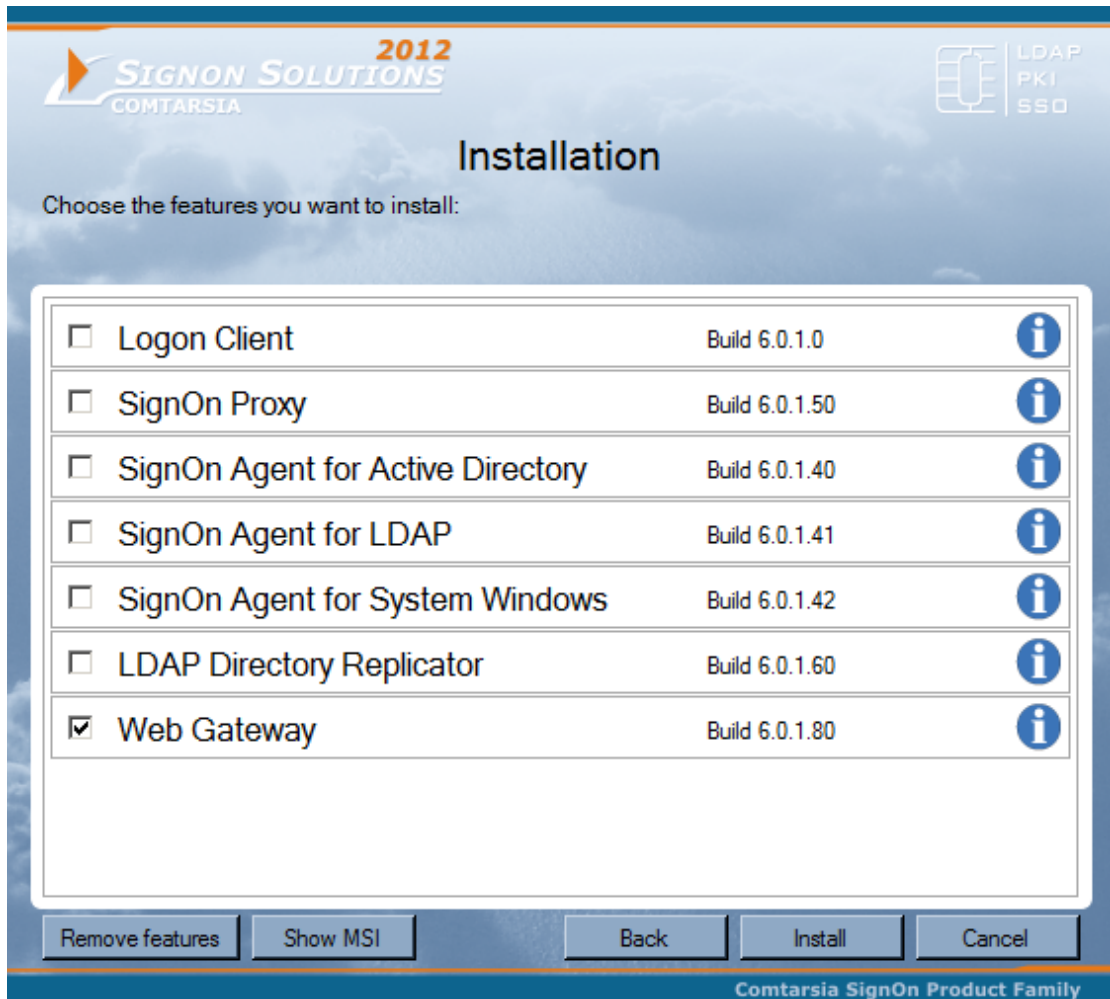 2012
SIGNON SOLUTIONS
COMTARSIA
LDAP
PKI
SSO
Installation
Choose the features you want to install:
Logon Client Build 6.0.1.0
SignOn Proxy Build 6.0.1.50
SignOn Agent for Active Directory Build 6.0.1.40
SignOn Agent for LDAP Build 6.0.1.41
SignOn Agent for System Windows Build 6.0.1.42
LDAP Directory Replicator Build 6.0.1.60
Web Gateway Build 6.0.1.80
Remove features Show MSI Back Install Cancel
Comtarsia SignOn Product Family